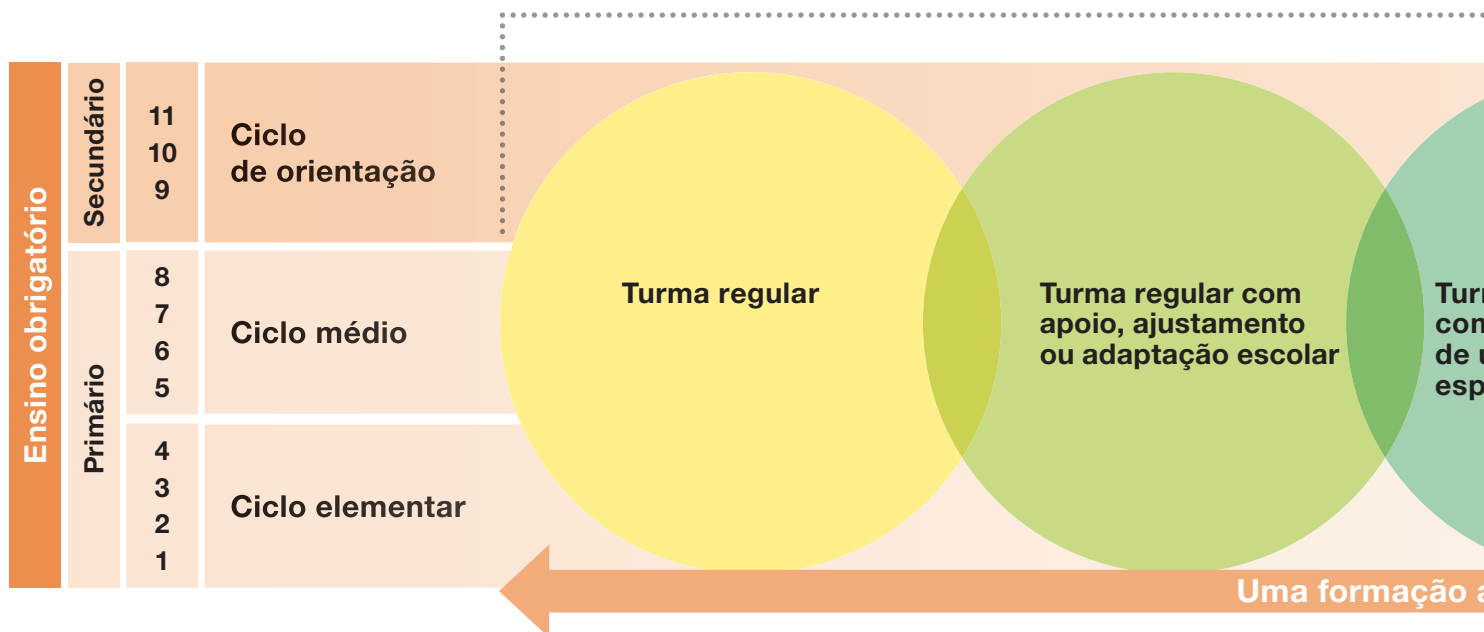 Ensino obrigatório
Secundário
11
10
9
Ciclo
de orientação
Primário
8
7
6
5
Ciclo médio
4
3
2
1
Ciclo elementar
Turma regular
Turma regular com
apoio, ajustamento
ou adaptação escolar
de
Uma formação